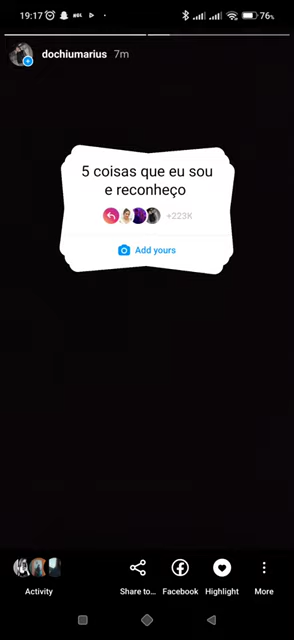 19:17
76%
dochiumarius 7m
5 coisas que eu sou
e reconheço
+223K
Add yours
Activity
Share to...
Facebook
Highlight
More